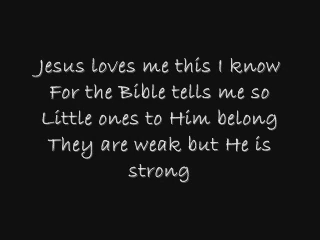 Jesus loves me this I know
For the Bible tells me so
Little ones to Him belong
They are weak but He is
strong